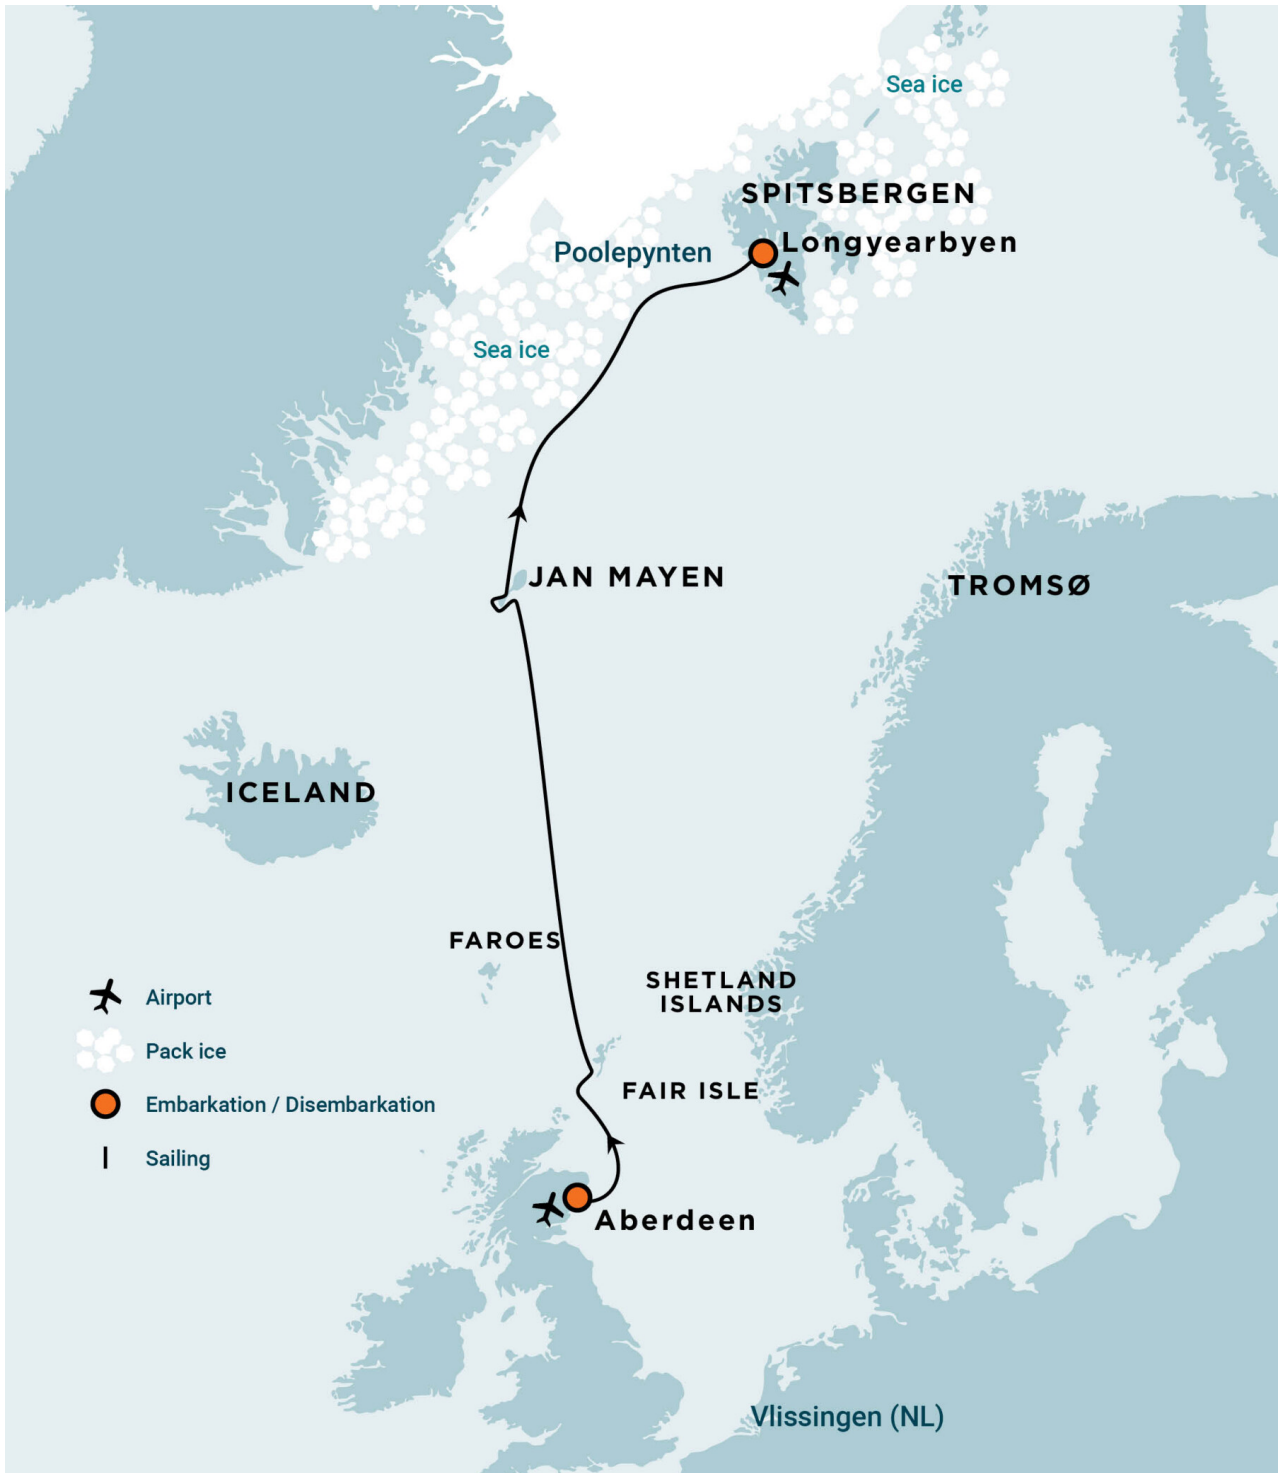 Sea ice
SPITSBERGEN
Longyearbyen
Poolepynten
Sea ice
JAN MAYEN
TROMSØ
ICELAND
FAROES
SHETLAND
ISLANDS
FAIR ISLE
Airport
Pack ice
Embarkation / Disembarkation
Sailing
Aberdeen
Vlissingen (NL)